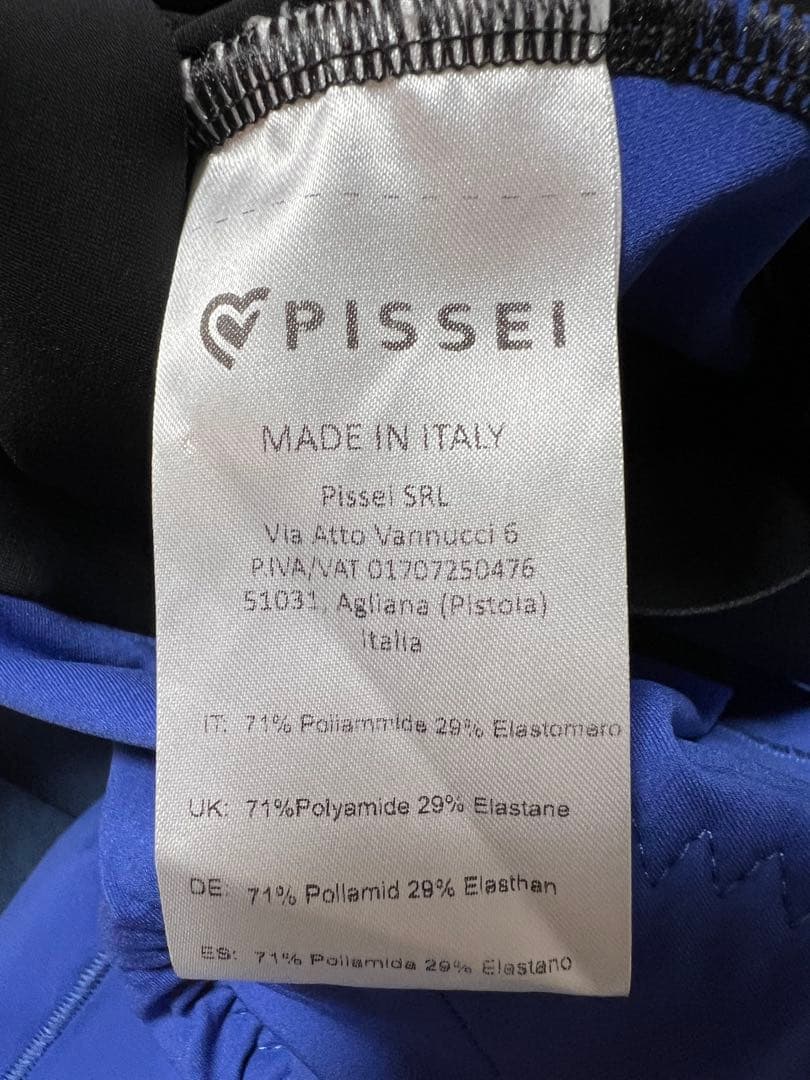 PISSEI
MADE IN ITALY
Pissei SRL
Via Atto Vannucci 6
P.IVA/VAT 01707250476
51031, Agliana (Pistoia)
Italia
IT: 71% Poliammide 29% Elastomero
UK: 71%Polyamide 29% Elastane
DE: 71% Poliamid 29% Elasthan
ES: 71% Poliamida 29% Elastano